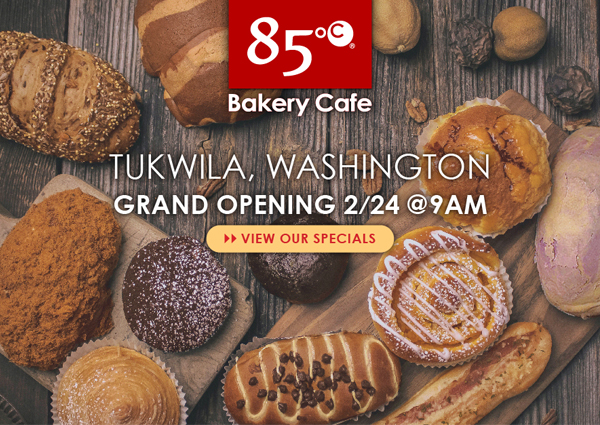 85°C®
Bakery Cafe
TUKWILA, WASHINGTON
GRAND OPENING 2/24 @9AM
VIEW OUR SPECIALS